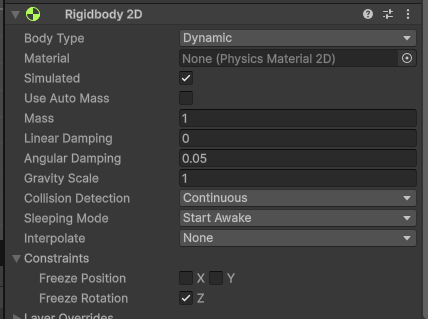 Rigidbody 2D
Body Type Dynamic
Material None (Physics Material 2D)
Simulated
Use Auto Mass
Mass 1
Linear Damping 0
Angular Damping 0.05
Gravity Scale 1
Collision Detection Continuous
Sleeping Mode Start Awake
Interpolate None
Constraints
Freeze Position X Y
Freeze Rotation Z
Layer Overrides